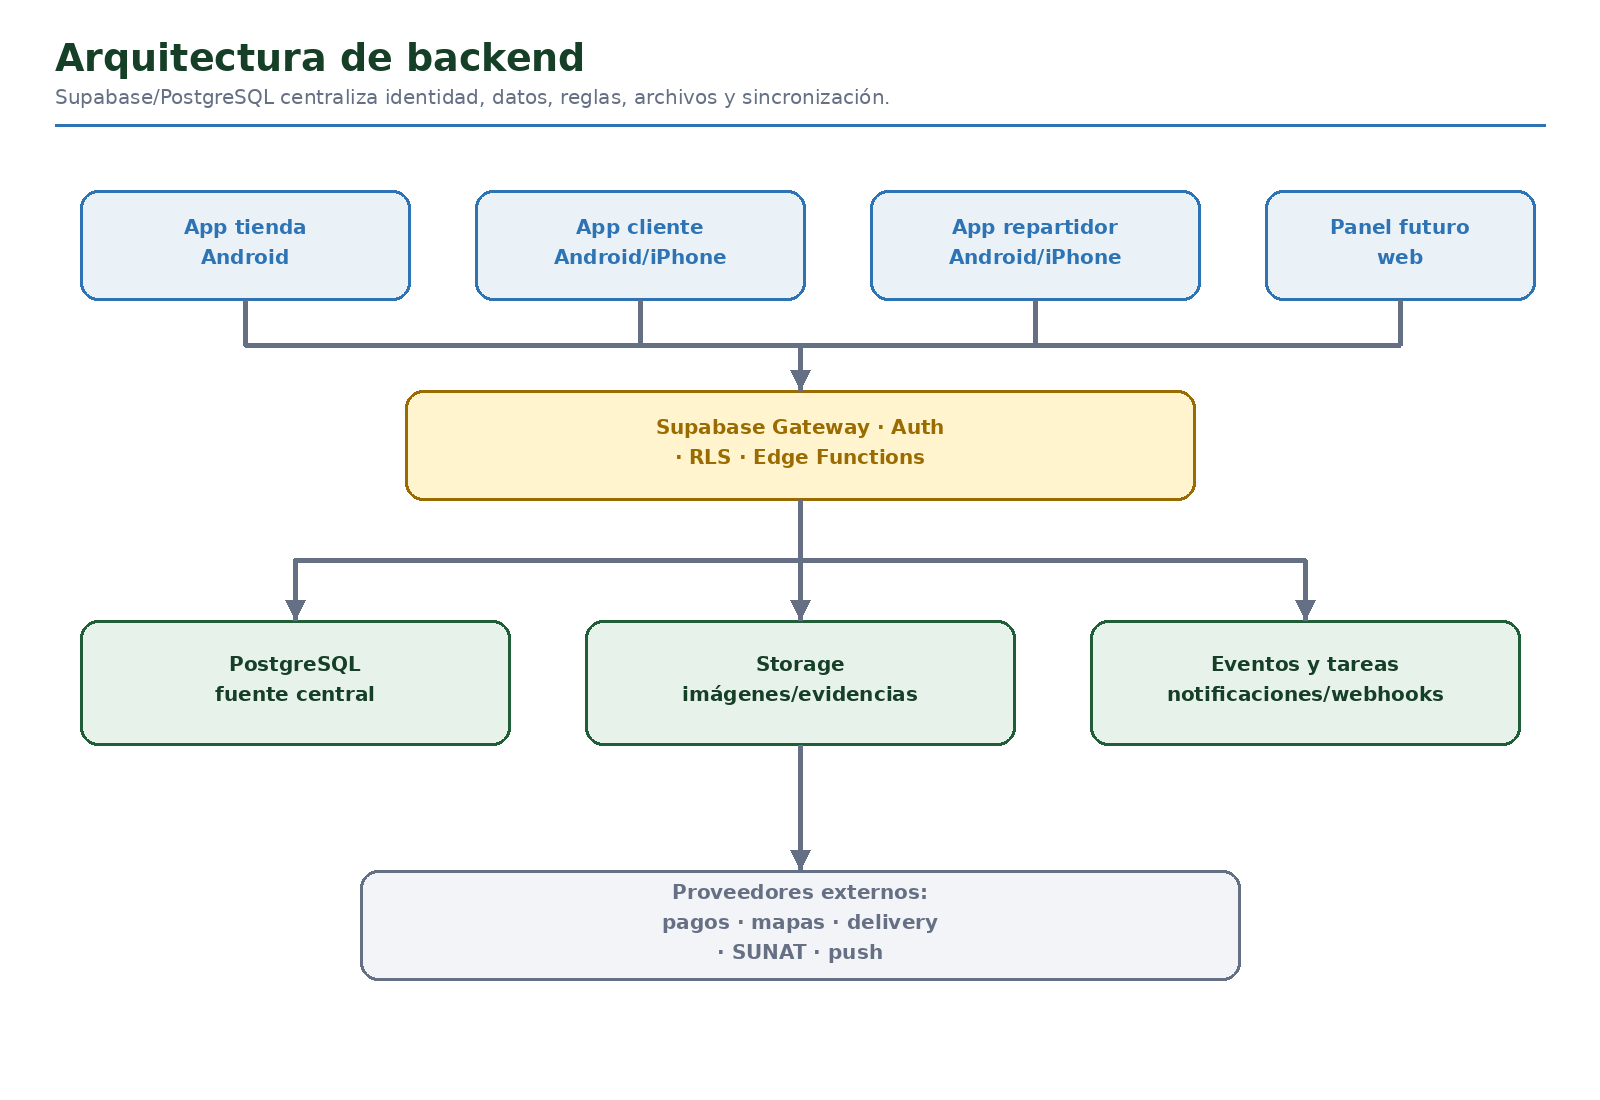 Arquitectura de backend
Supabase/PostgreSQL centraliza identidad, datos, reglas, archivos y sincronización.
App tienda
Android
App cliente
Android/iPhone
App repartidor
Android/iPhone
Panel futuro
web
Supabase Gateway · Auth
· RLS · Edge Functions
PostgreSQL
fuente central
Storage
imágenes/evidencias
Eventos y tareas
notificaciones/webhooks
Proveedores externos:
pagos · mapas · delivery
· SUNAT · push